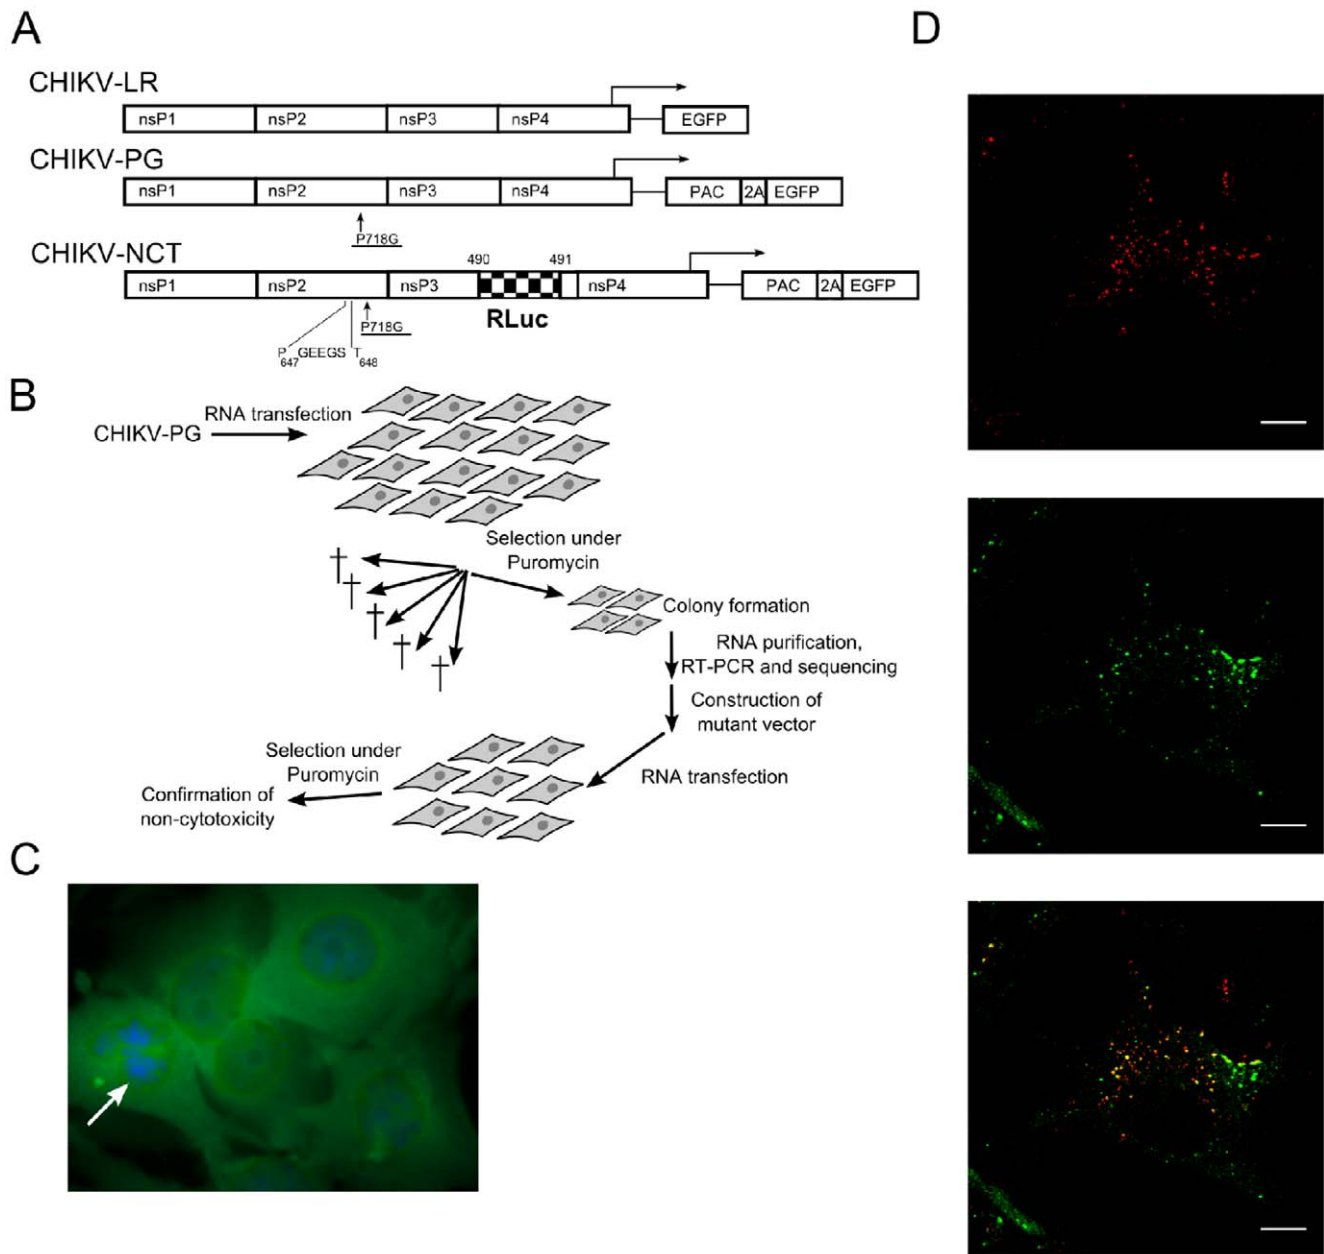 A
CHIKV-LR
nsP1 nsP2 nsP3 nsP4 EGFP
CHIKV-PG
nsP1 nsP2 nsP3 nsP4 PAC 2A EGFP
P718G
CHIKV-NCT
490 491
nsP1 nsP2 nsP3 nsP4 PAC 2A EGFP
RLuc
P718G
P GEEGS T
647 648
B
RNA transfection
CHIKV-PG
Selection under
Puromycin
Colony formation
RNA purification,
RT-PCR and sequencing
Construction of
mutant vector
RNA transfection
Selection under
Puromycin
Confirmation of
non-cytotoxicity
C
D